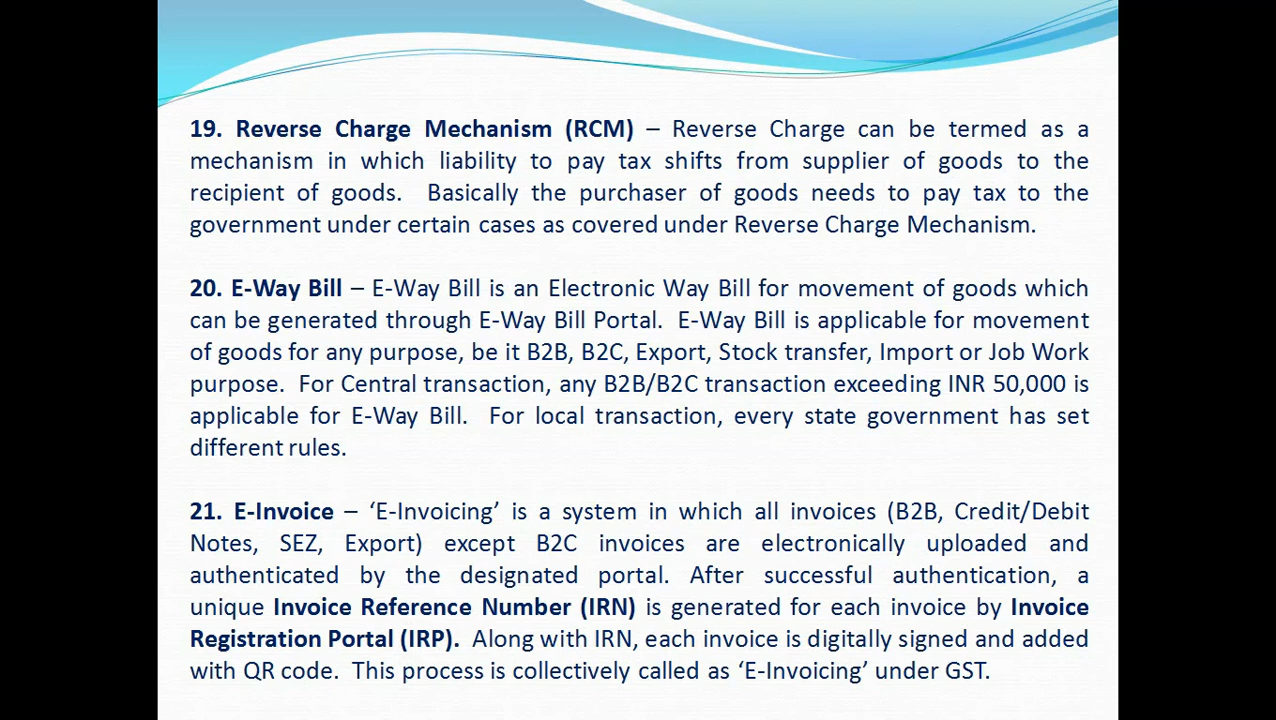 19. Reverse Charge Mechanism (RCM) – Reverse Charge can be termed as a
mechanism in which liability to pay tax shifts from supplier of goods to the
recipient of goods. Basically the purchaser of goods needs to pay tax to the
government under certain cases as covered under Reverse Charge Mechanism.
20. E-Way Bill – E-Way Bill is an Electronic Way Bill for movement of goods which
can be generated through E-Way Bill Portal. E-Way Bill is applicable for movement
of goods for any purpose, be it B2B, B2C, Export, Stock transfer, Import or Job Work
purpose. For Central transaction, any B2B/B2C transaction exceeding INR 50,000 is
applicable for E-Way Bill. For local transaction, every state government has set
different rules.
21. E-Invoice – ‘E-Invoicing’ is a system in which all invoices (B2B, Credit/Debit
Notes, SEZ, Export) except B2C invoices are electronically uploaded and
authenticated by the designated portal. After successful authentication, a
unique Invoice Reference Number (IRN) is generated for each invoice by Invoice
Registration Portal (IRP). Along with IRN, each invoice is digitally signed and added
with QR code. This process is collectively called as ‘E-Invoicing’ under GST.